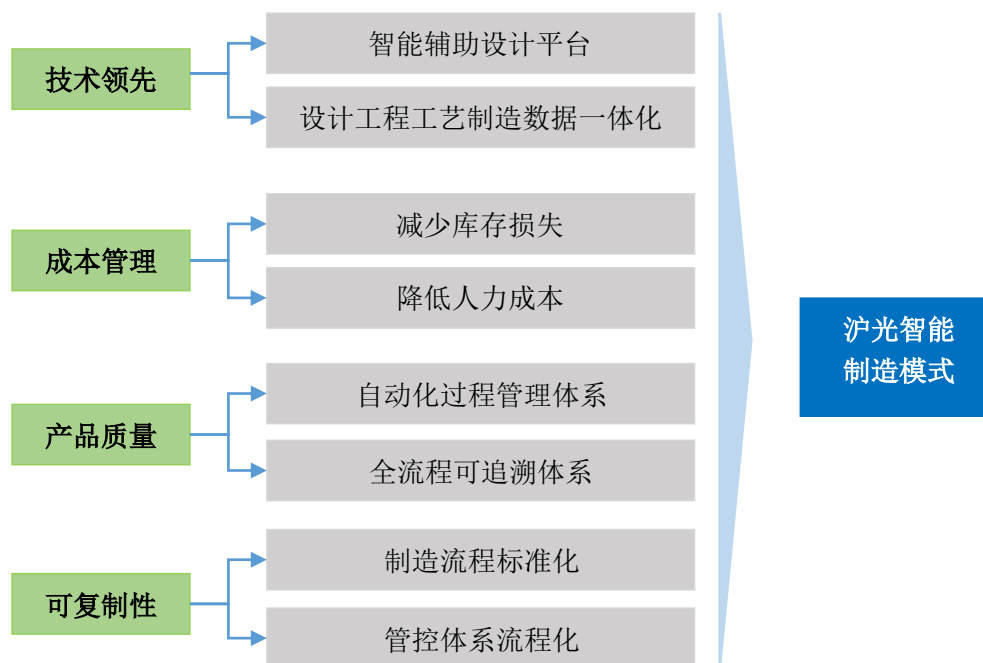 技术领先
智能辅助设计平台
设计工程工艺制造数据一体化
成本管理
减少库存损失
降低人力成本
产品质量
自动化过程管理体系
全流程可追溯体系
可复制性
制造流程标准化
管控体系流程化
沪光智能
制造模式